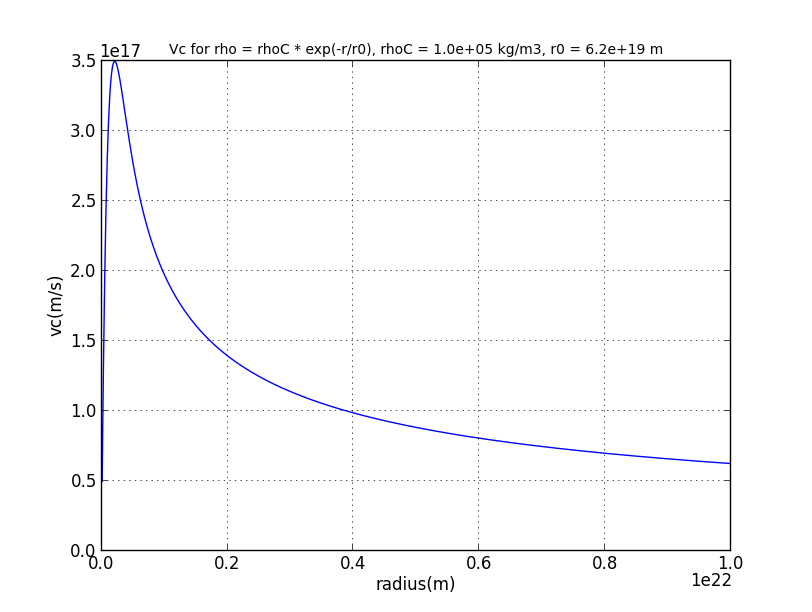 Vc for rho = rhoC * exp(-r/r0), rhoC = 1.0e+05 kg/m3, r0 = 6.2e+19 m
1e17
3.5
3.0
2.5
2.0
1.5
1.0
0.5
0.0
vc(m/s)
0.0 0.2 0.4 0.6 0.8 1.0
1e22
radius(m)